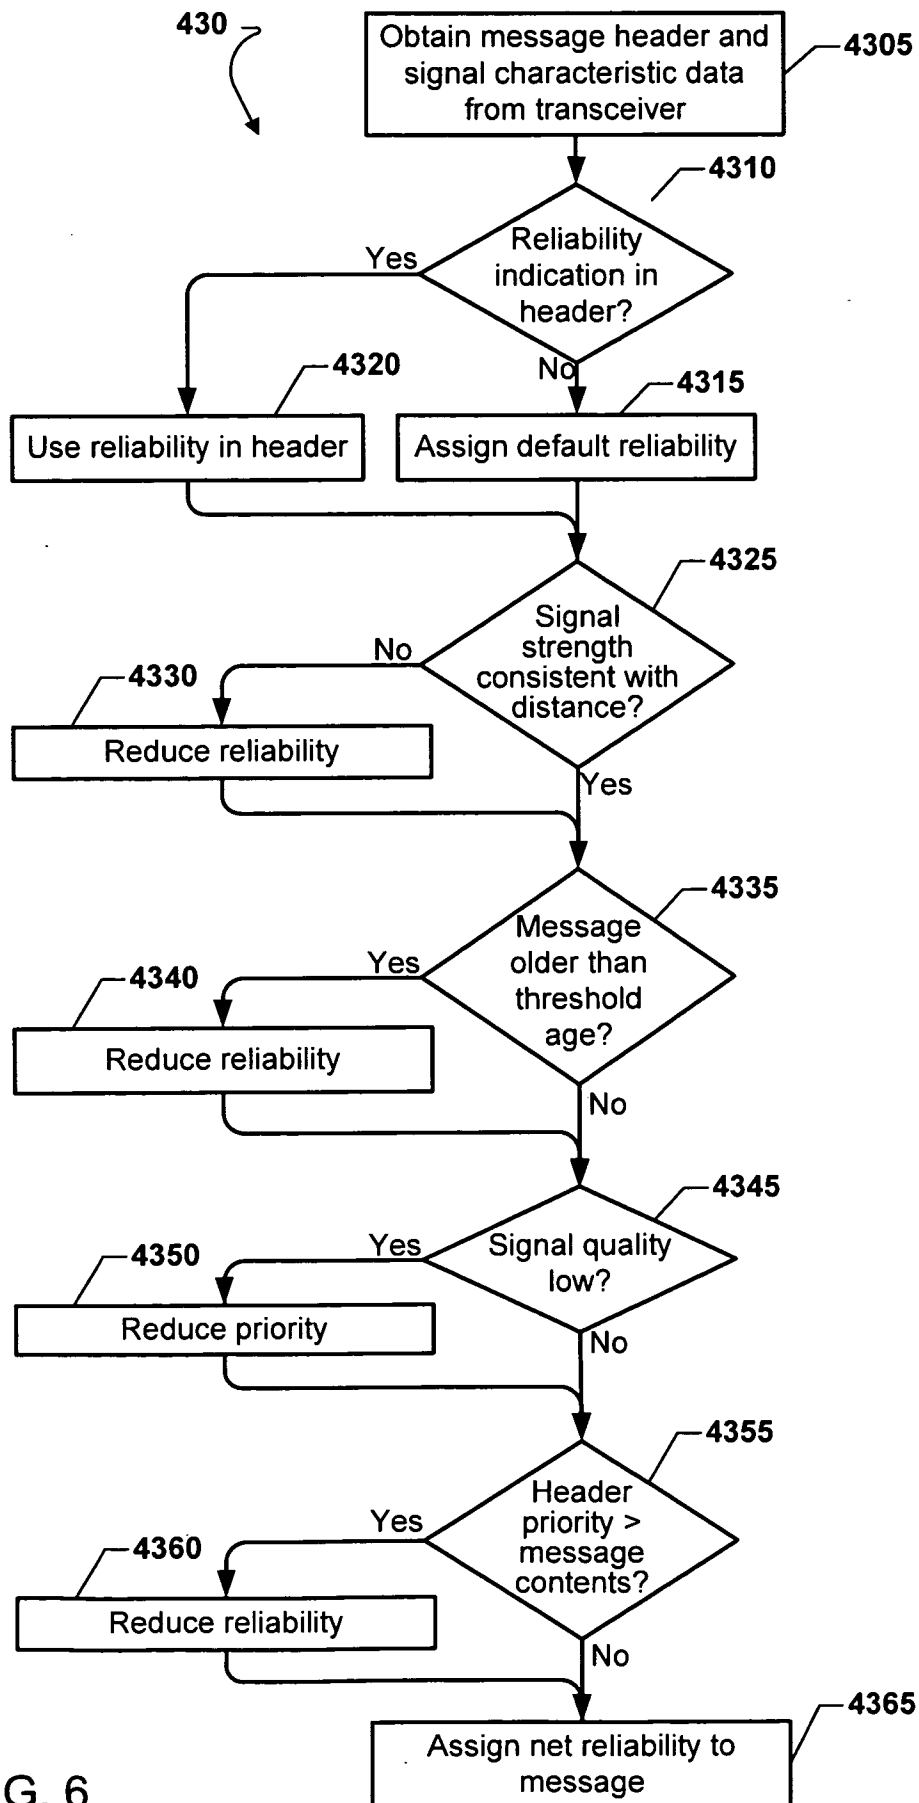 430
Obtain message header and
signal characteristic data
from transceiver
4305
4310
Reliability
indication in
header?
Yes
No
4320
4315
Use reliability in header
Assign default reliability
4325
Signal
strength
consistent with
distance?
No
4330
Reduce reliability
Yes
4335
Message
older than
threshold
age?
Yes
4340
Reduce reliability
No
4345
Signal quality
low?
Yes
4350
Reduce priority
No
4355
Header
priority >
message
contents?
Yes
4360
Reduce reliability
No
4365
Assign net reliability to
message
G. 6